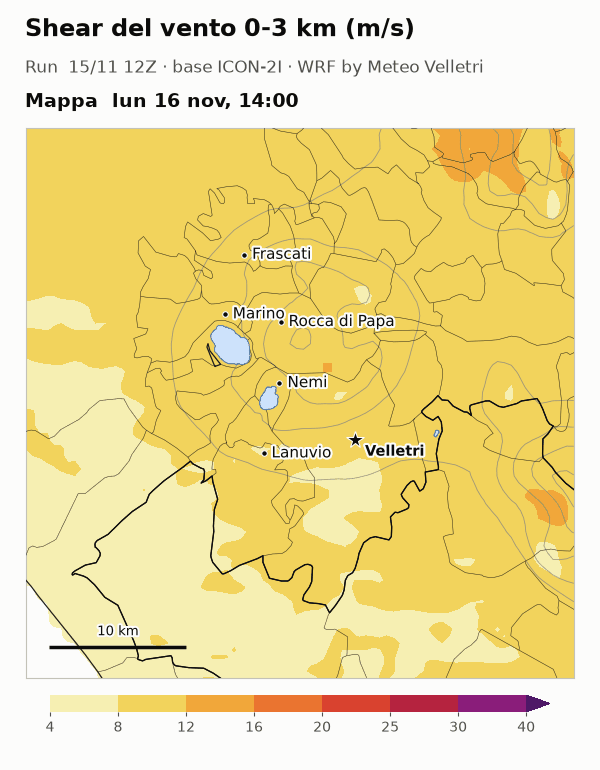 Shear del vento 0-3 km (m/s)
Run 15/11 12Z · base ICON-2I · WRF by Meteo Velletri
Mappa lun 16 nov, 14:00
Frascati
Marino
Rocca di Papa
Nemi
Velletri
Lanuvio
10 km
4 8 12 16 20 25 30 40